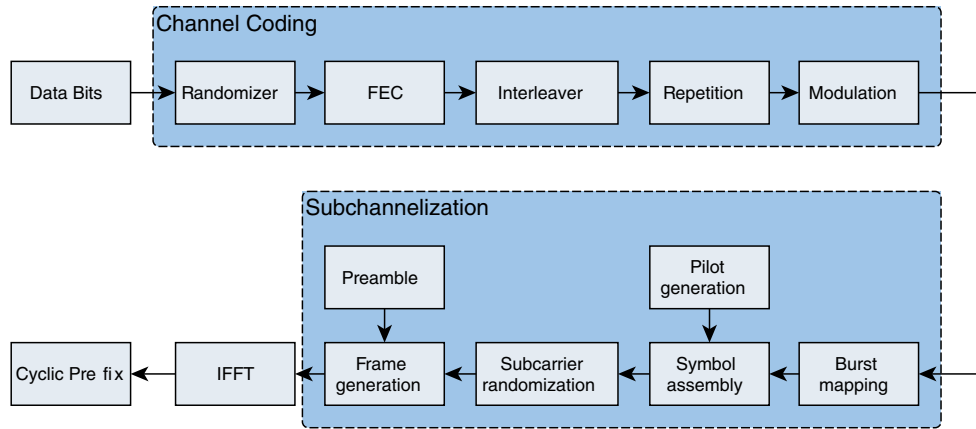 Channel Coding
Data Bits
Randomizer
FEC
Interleaver
Repetition
Modulation
Subchannelization
Preamble
Pilot
generation
Cyclic Pre fix
IFFT
Frame
generation
Subcarrier
randomization
Symbol
assembly
Burst
mapping